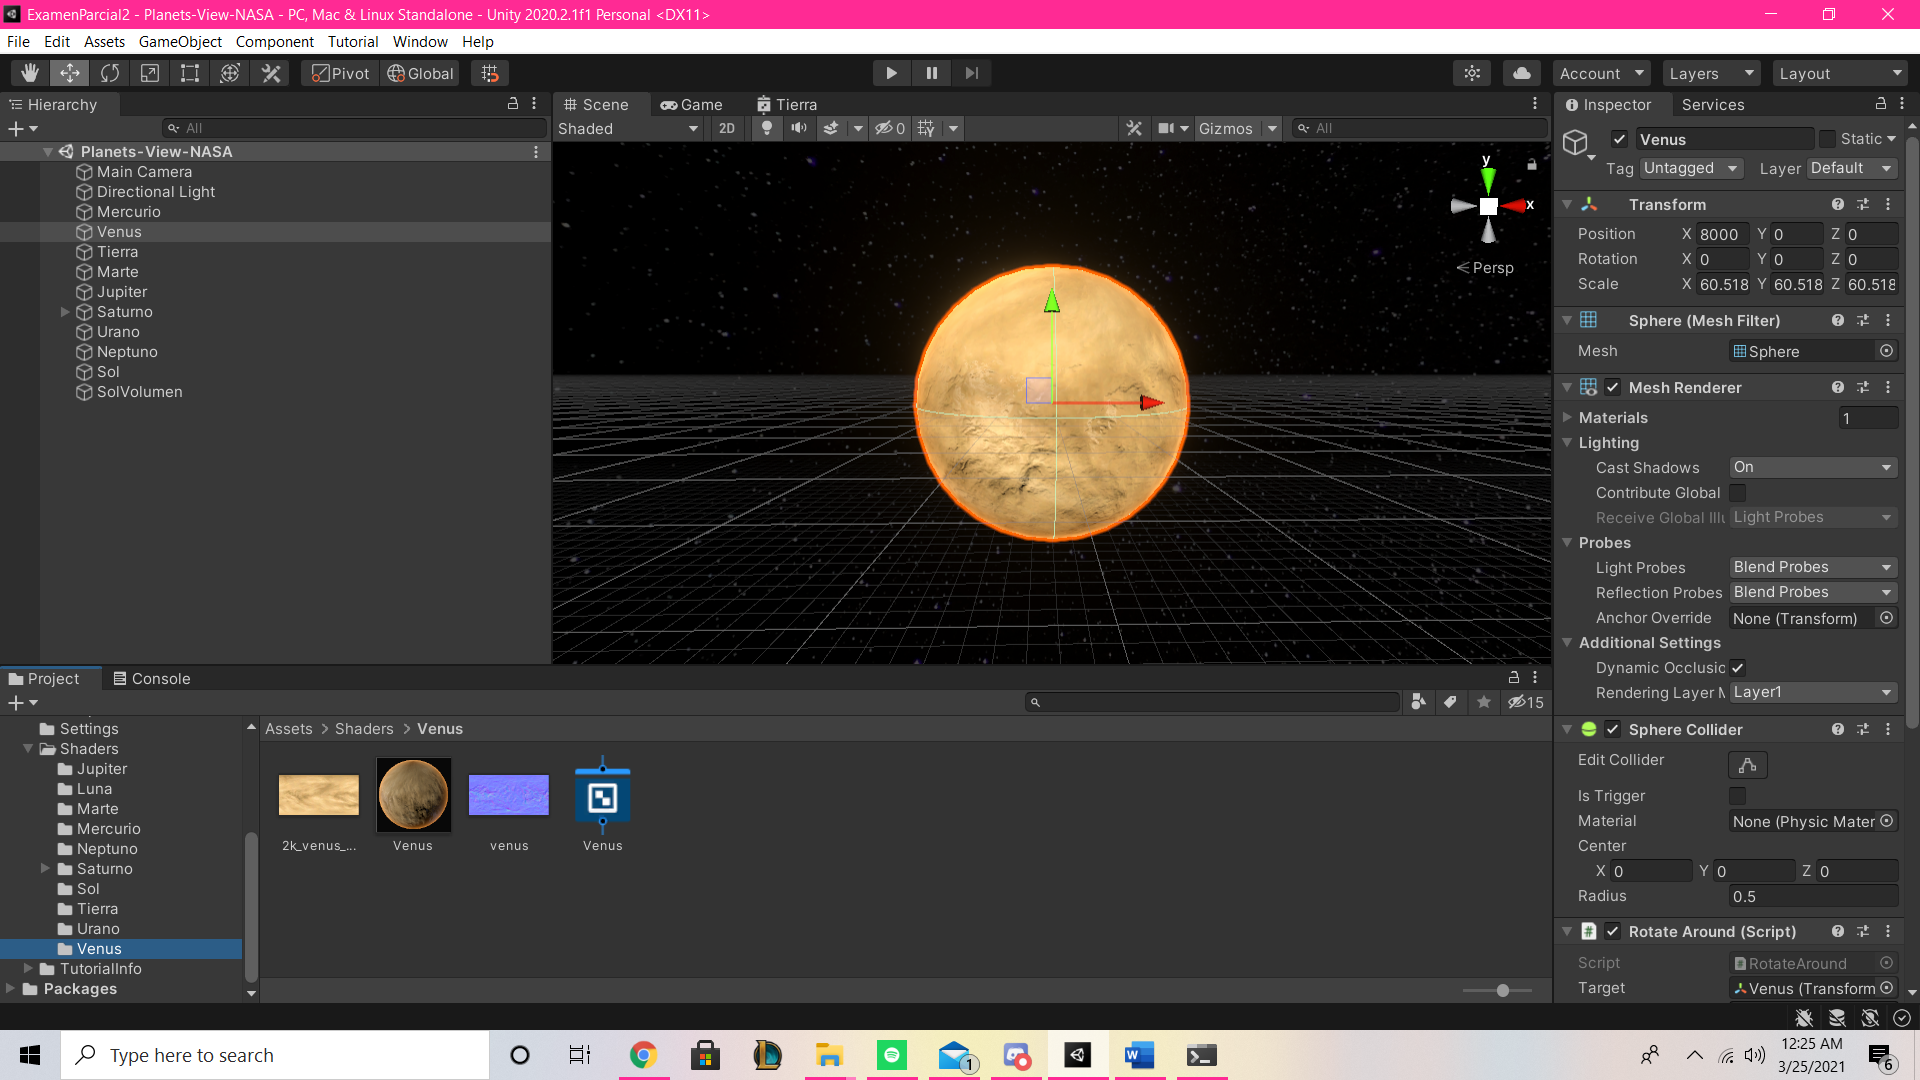 ExamenParcial2 - Planets-View-NASA - PC, Mac & Linux Standalone - Unity 2020.2.1f1 Personal <DX11>
File Edit Assets GameObject Component Tutorial Window Help
Pivot Global Account Layers Layout
Hierarchy
All
Planets-View-NASA
Main Camera
Directional Light
Mercurio
Venus
Tierra
Marte
Jupiter
Saturno
Urano
Neptuno
Sol
SolVolumen
Scene Game Tierra
Shaded 2D 0 Gizmos All
y
x
Persp
Inspector Services
Venus Static
Tag Untagged Layer Default
Transform
Position X 8000 Y 0 Z 0
Rotation X 0 Y 0 Z 0
Scale X 60.518 Y 60.518 Z 60.518
Sphere (Mesh Filter)
Mesh Sphere
Mesh Renderer
Materials 1
Lighting
Cast Shadows On
Contribute Global
Receive Global Illu Light Probes
Probes
Light Probes Blend Probes
Reflection Probes Blend Probes
Anchor Override None (Transform)
Additional Settings
Dynamic Occlusic
Rendering Layer M Layer1
Sphere Collider
Edit Collider
Is Trigger
Material None (Physic Mater
Center
X 0 Y 0 Z 0
Radius 0.5
Rotate Around (Script)
Script RotateAround
Target Venus (Transform
Project Console
15
Settings
Shaders
Jupiter
Luna
Marte
Mercurio
Neptuno
Saturno
Sol
Tierra
Urano
Venus
TutorialInfo
Packages
Assets > Shaders > Venus
2k_venus_...
Venus
venus
Venus
Type here to search
1
12:25 AM
3/25/2021
6